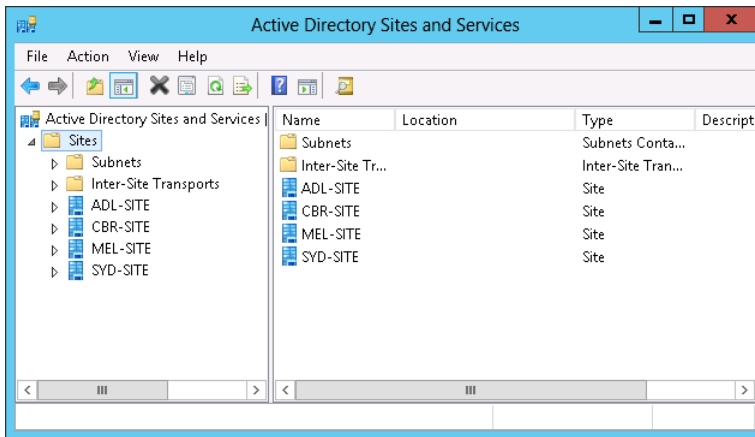 Active Directory Sites and Services
File Action View Help
Active Directory Sites and Services
Sites
Subnets
Inter-Site Transports
ADL-SITE
CBR-SITE
MEL-SITE
SYD-SITE
Name Location Type Descript
Subnets Subnets Conta...
Inter-Site Tr... Inter-Site Tran...
ADL-SITE Site
CBR-SITE Site
MEL-SITE Site
SYD-SITE Site